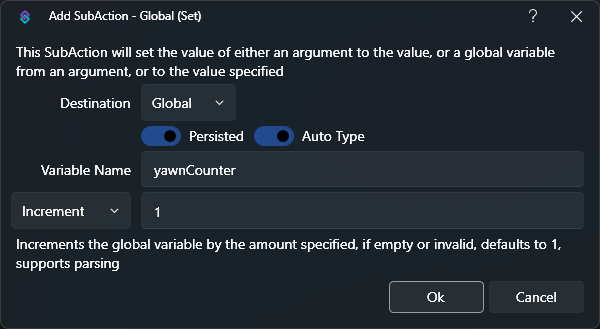 Add SubAction - Global (Set) ?
This SubAction will set the value of either an argument to the value, or a global variable
from an argument, or to the value specified
Destination Global
Persisted Auto Type
Variable Name yawnCounter
Increment 1
Increments the global variable by the amount specified, if empty or invalid, defaults to 1,
supports parsing
Ok Cancel